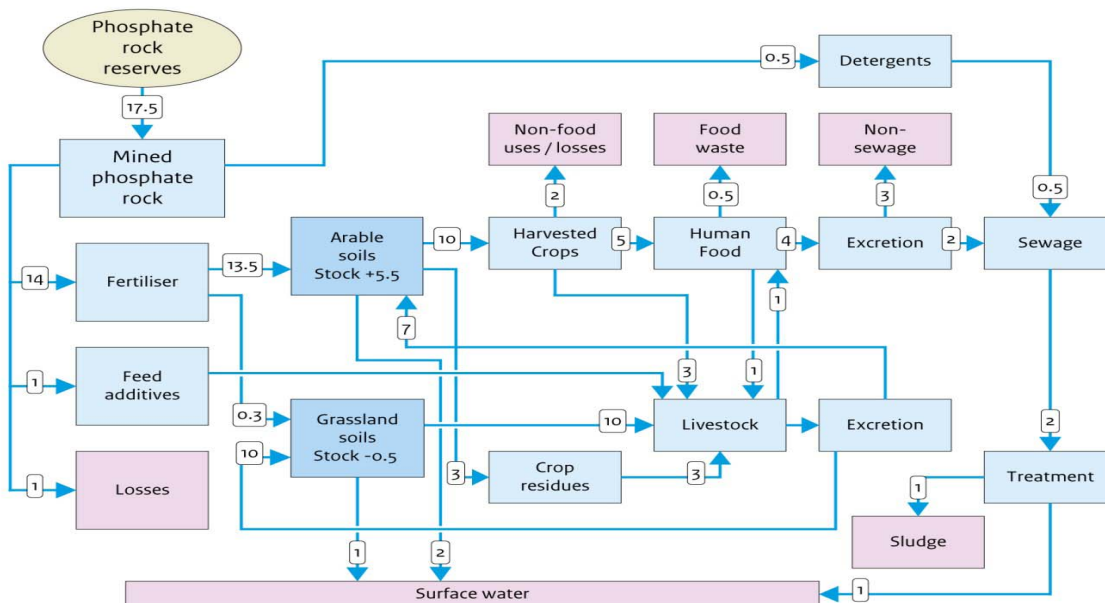 Phosphate
rock
reserves
0.5
Detergents
17.5
Mined
phosphate
rock
Non-food
uses / losses
Food
waste
Non-
sewage
2
0.5
3
0.5
14
Fertiliser
13.5
Arable
soils
Stock +5.5
10
Harvested
Crops
5
Human
Food
4
Excretion
2
Sewage
7
1
1
Feed
additives
3
1
0.3
10
Grassland
soils
Stock -0.5
10
Livestock
Excretion
2
1
Losses
3
Crop
residues
3
Treatment
1
Sludge
1
2
Surface water
1